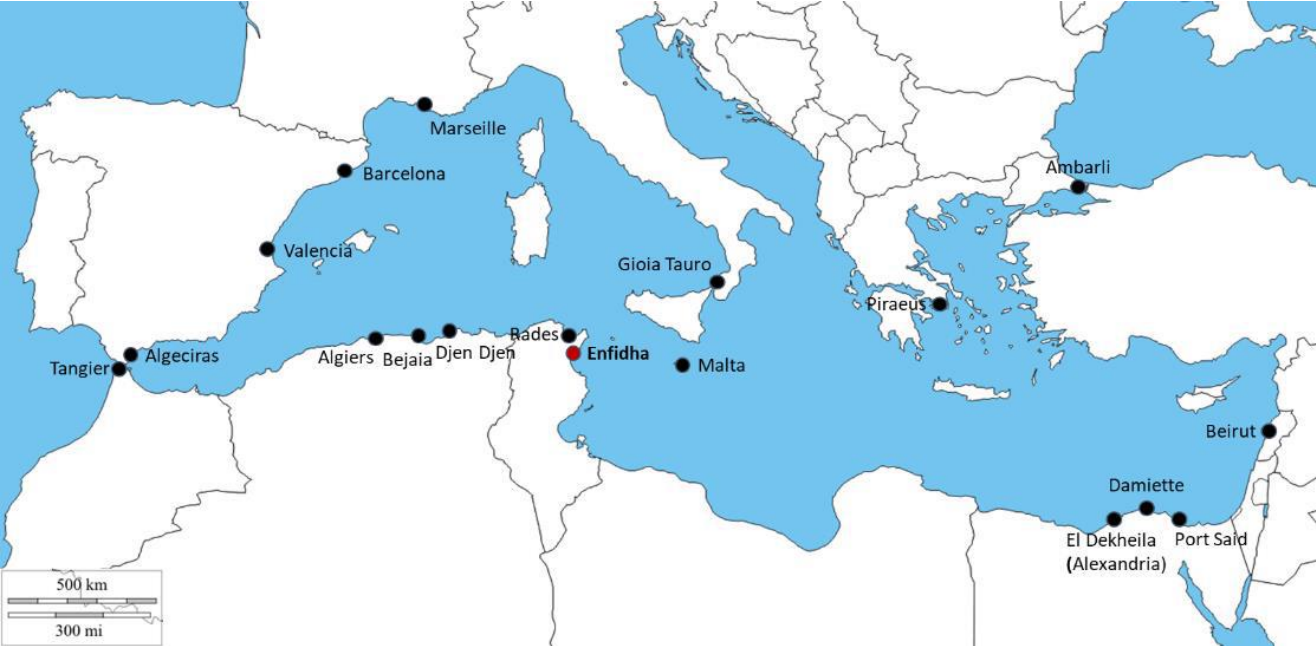 Marseille
Barcelona
Ambarli
Valencia
Gioia Tauro
Piraeus
Rades
Algiers
Bejaia
Djen Djen
Enfidha
Algeciras
Tangier
Malta
Beirut
Damiette
El Dekheila
(Alexandria)
Port Said
500 km
300 mi